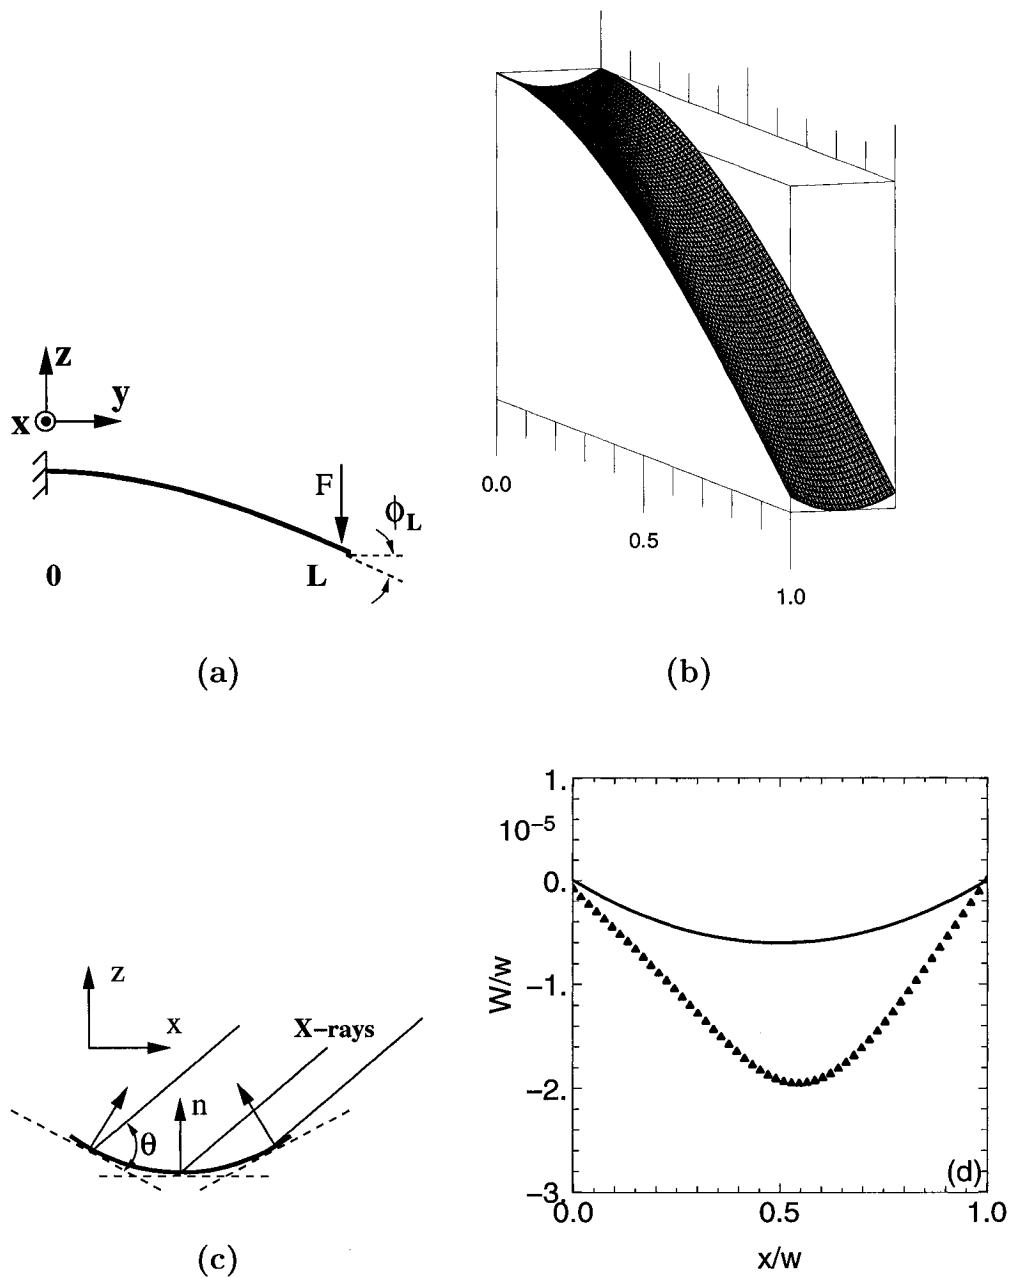 z
y
x
F
ϕL
0
L
(a)
0.0
0.5
1.0
(b)
z
x
X–rays
n
θ
(c)
1.
10–5
0.
–1.
–2.
–3.
W/w
0.0
0.5
1.0
x/w
(d)